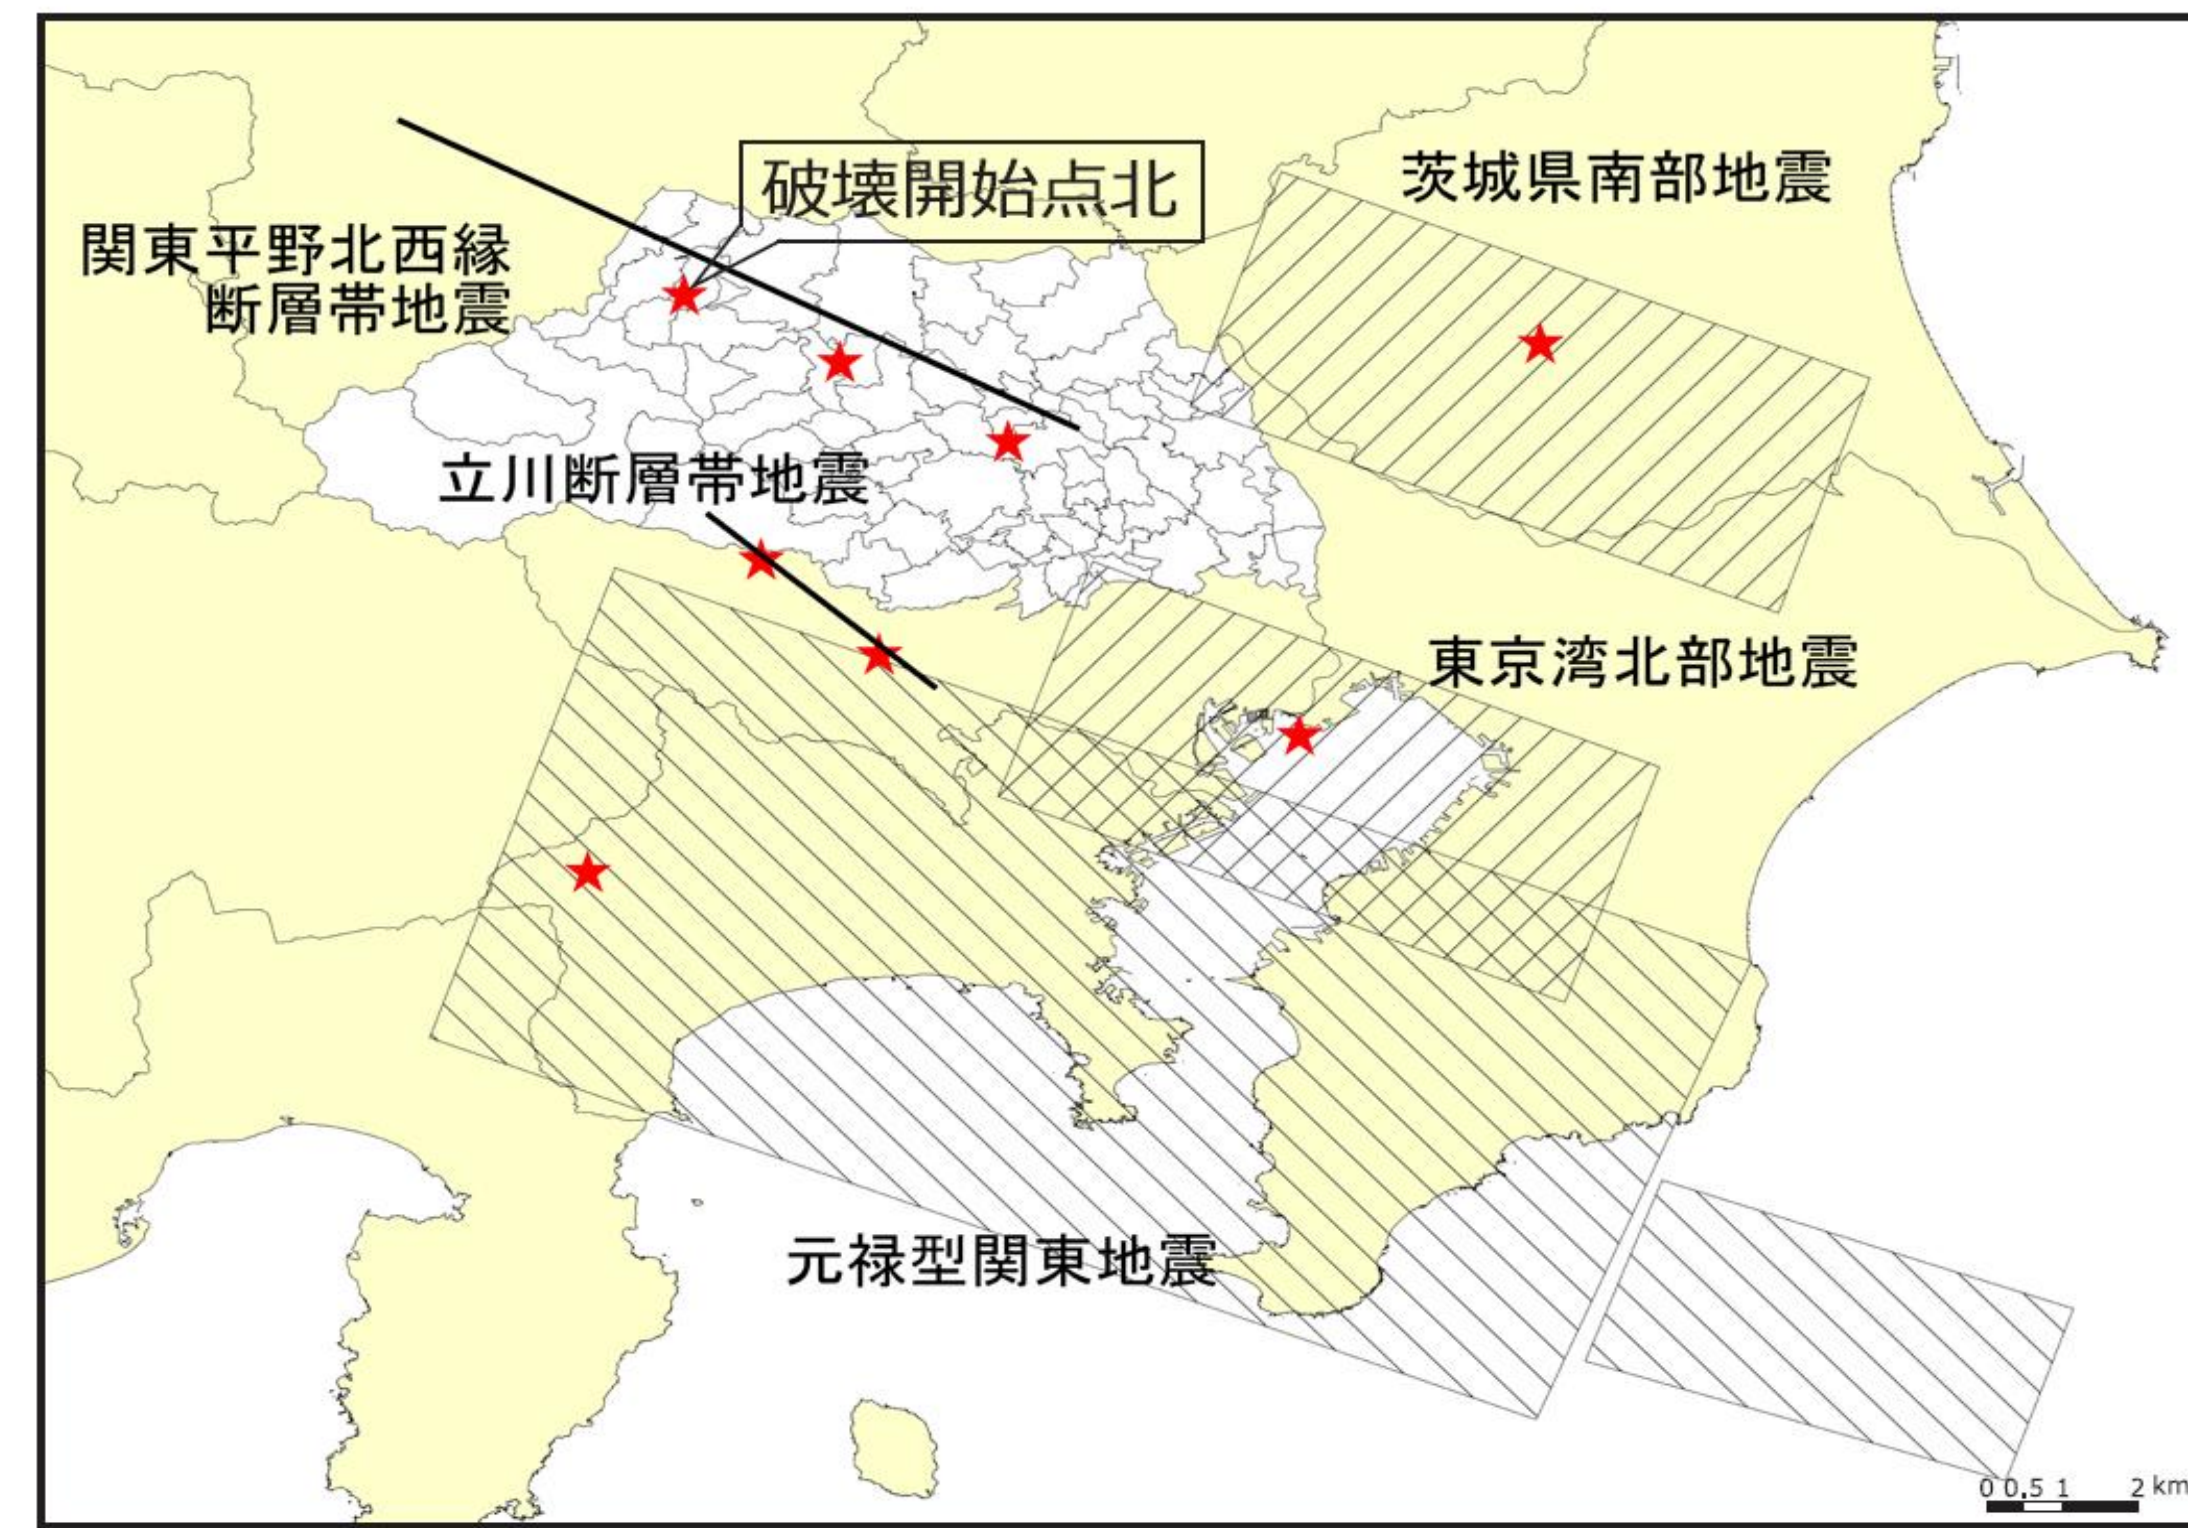 破壊開始点北
茨城県南部地震
関東平野北西縁
断層帯地震
立川断層帯地震
東京湾北部地震
元禄型関東地震
0 0.5 1 2 km